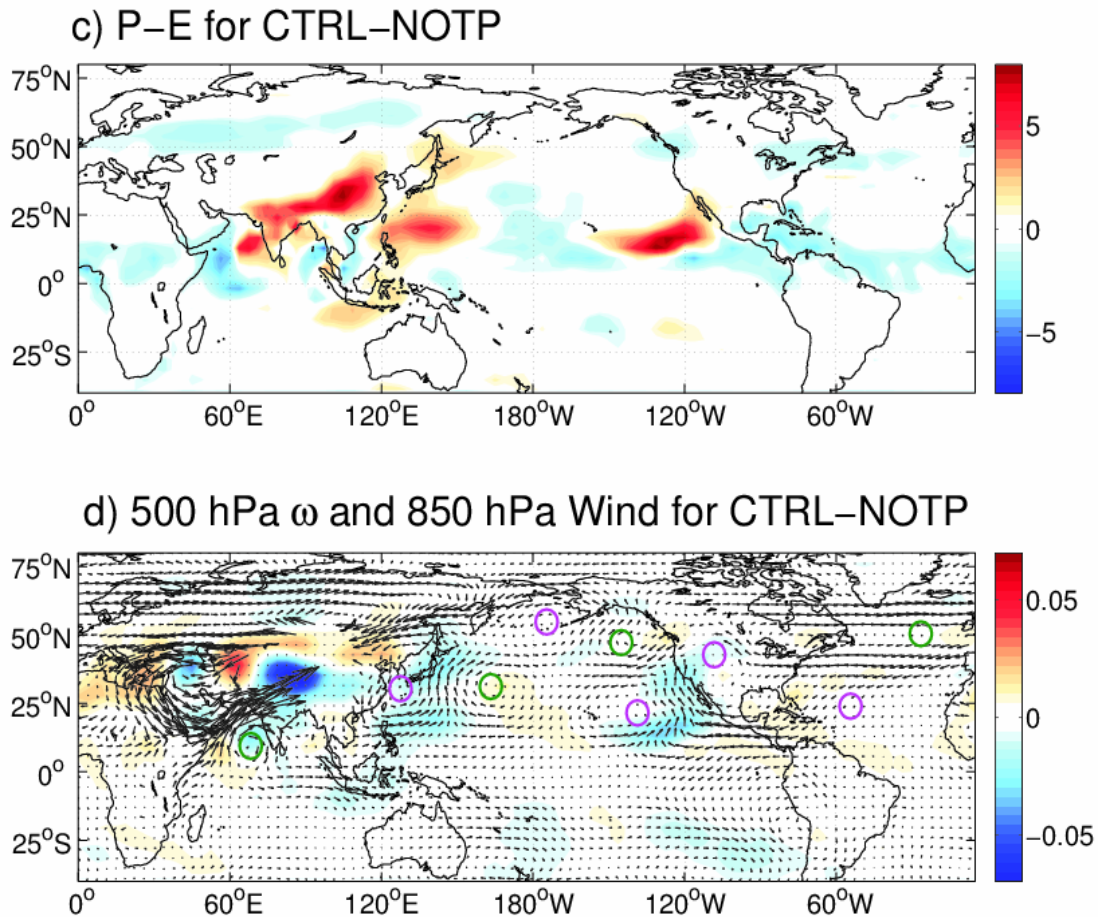 c) P−E for CTRL−NOTP
75°N
50°N
25°N
0°
25°S
0° 60°E 120°E 180°W 120°W 60°W
5
0
−5
d) 500 hPa ω and 850 hPa Wind for CTRL−NOTP
75°N
50°N
25°N
0°
25°S
0° 60°E 120°E 180°W 120°W 60°W
0.05
0
−0.05